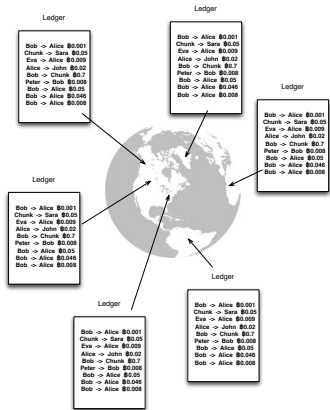 Ledger
Bob -> Alice ฿0.001
Chunk -> Sara ฿0.05
Eva -> Alice ฿0.009
Alice -> John ฿0.02
Bob -> Chunk ฿0.7
Peter -> Bob ฿0.008
Bob -> Alice ฿0.05
Bob -> Alice ฿0.046
Bob -> Alice ฿0.008
Ledger
Bob -> Alice ฿0.001
Chunk -> Sara ฿0.05
Eva -> Alice ฿0.009
Alice -> John ฿0.02
Bob -> Chunk ฿0.7
Peter -> Bob ฿0.008
Bob -> Alice ฿0.05
Bob -> Alice ฿0.046
Bob -> Alice ฿0.008
Ledger
Bob -> Alice ฿0.001
Chunk -> Sara ฿0.05
Eva -> Alice ฿0.009
Alice -> John ฿0.02
Bob -> Chunk ฿0.7
Peter -> Bob ฿0.008
Bob -> Alice ฿0.05
Bob -> Alice ฿0.046
Bob -> Alice ฿0.008
Ledger
Bob -> Alice ฿0.001
Chunk -> Sara ฿0.05
Eva -> Alice ฿0.009
Alice -> John ฿0.02
Bob -> Chunk ฿0.7
Peter -> Bob ฿0.008
Bob -> Alice ฿0.05
Bob -> Alice ฿0.046
Bob -> Alice ฿0.008
Ledger
Bob -> Alice ฿0.001
Chunk -> Sara ฿0.05
Eva -> Alice ฿0.009
Alice -> John ฿0.02
Bob -> Chunk ฿0.7
Peter -> Bob ฿0.008
Bob -> Alice ฿0.05
Bob -> Alice ฿0.046
Bob -> Alice ฿0.008
Ledger
Bob -> Alice ฿0.001
Chunk -> Sara ฿0.05
Eva -> Alice ฿0.009
Alice -> John ฿0.02
Bob -> Chunk ฿0.7
Peter -> Bob ฿0.008
Bob -> Alice ฿0.05
Bob -> Alice ฿0.046
Bob -> Alice ฿0.008